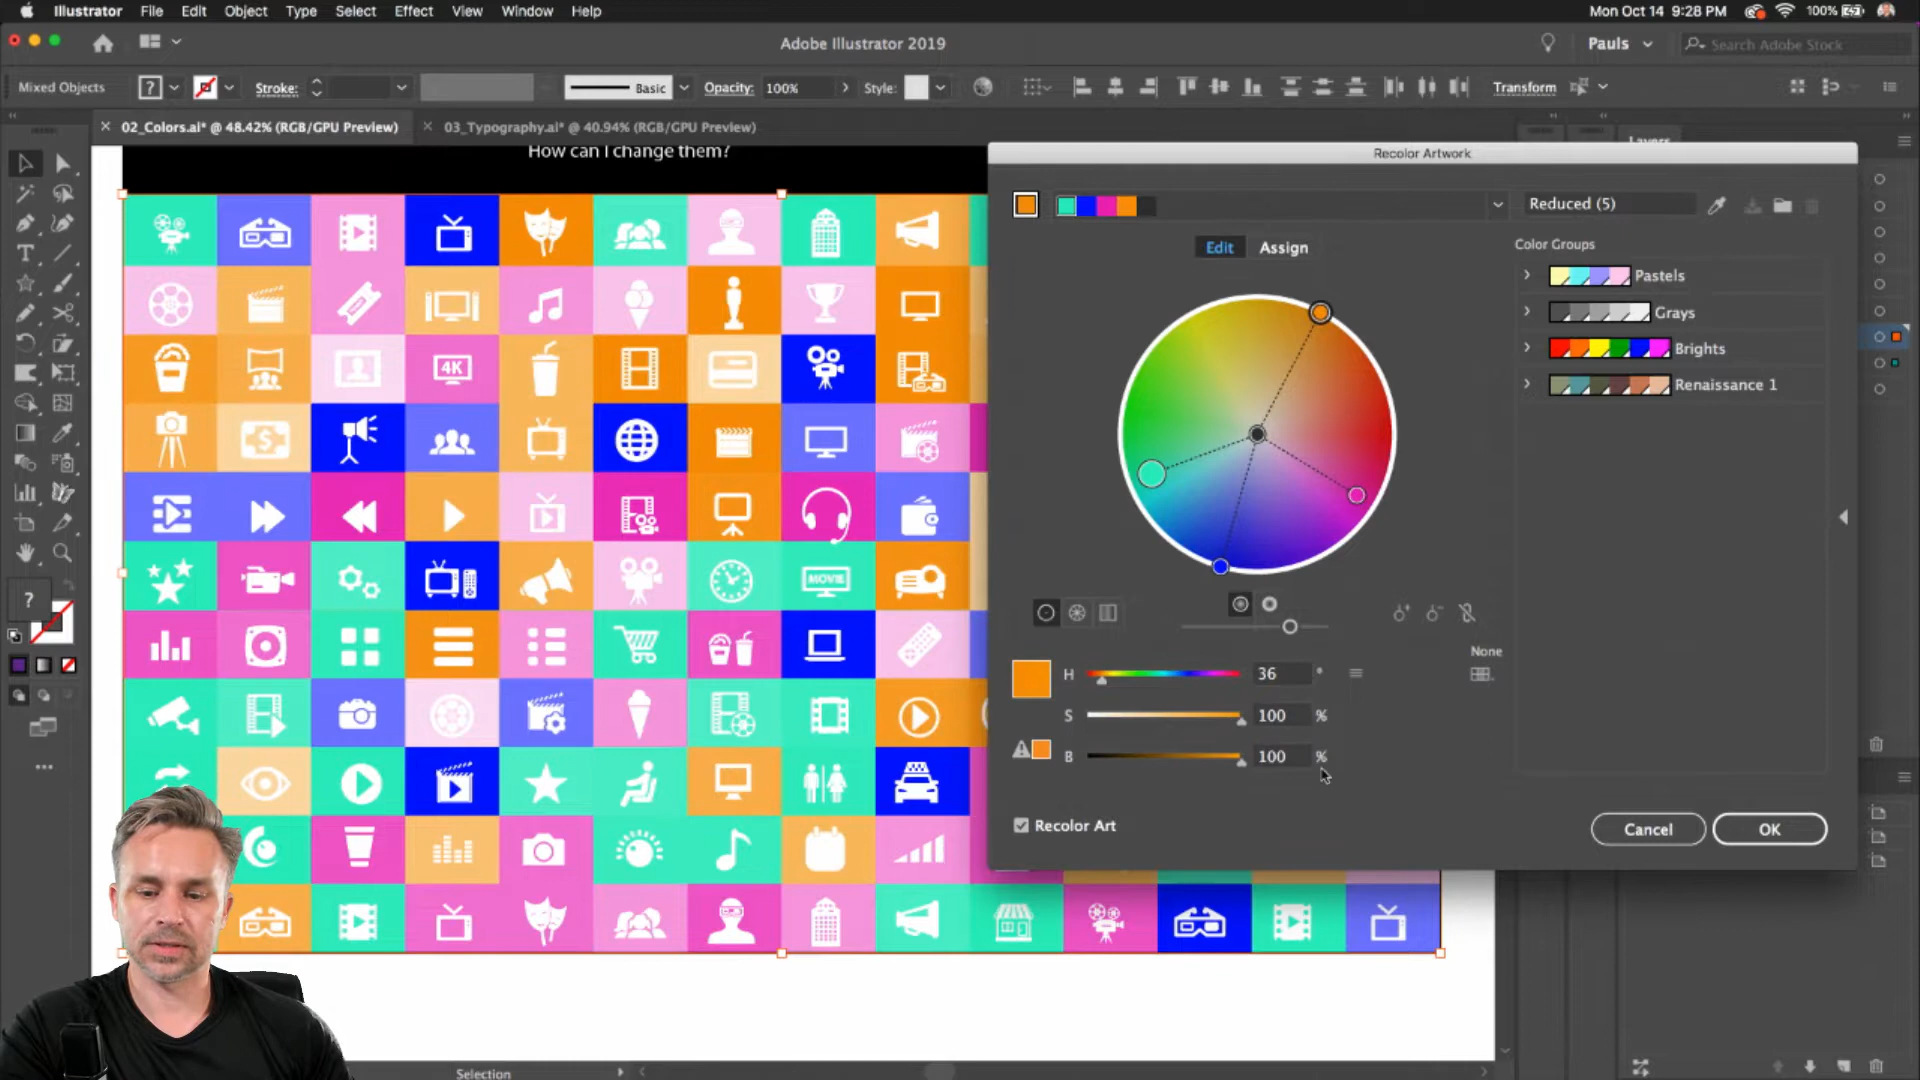 Illustrator File Edit Object Type Select Effect View Window Help
Mon Oct 14 9:28 PM 100%
Adobe Illustrator 2019
Pauls
Search Adobe Stock
Mixed Objects
?
Stroke:
Basic
Opacity: 100%
Style:
Transform
02_Colors.ai* @ 48.42% (RGB/GPU Preview)
03_Typography.ai* @ 40.94% (RGB/GPU Preview)
Layers
How can I change them?
Recolor Artwork
Reduced (5)
Edit
Assign
Color Groups
Pastels
Grays
Brights
Renaissance 1
4K
$
MOVIE
?
None
H 36 °
S 100 %
B 100 %
Recolor Art
Cancel
OK
Selection